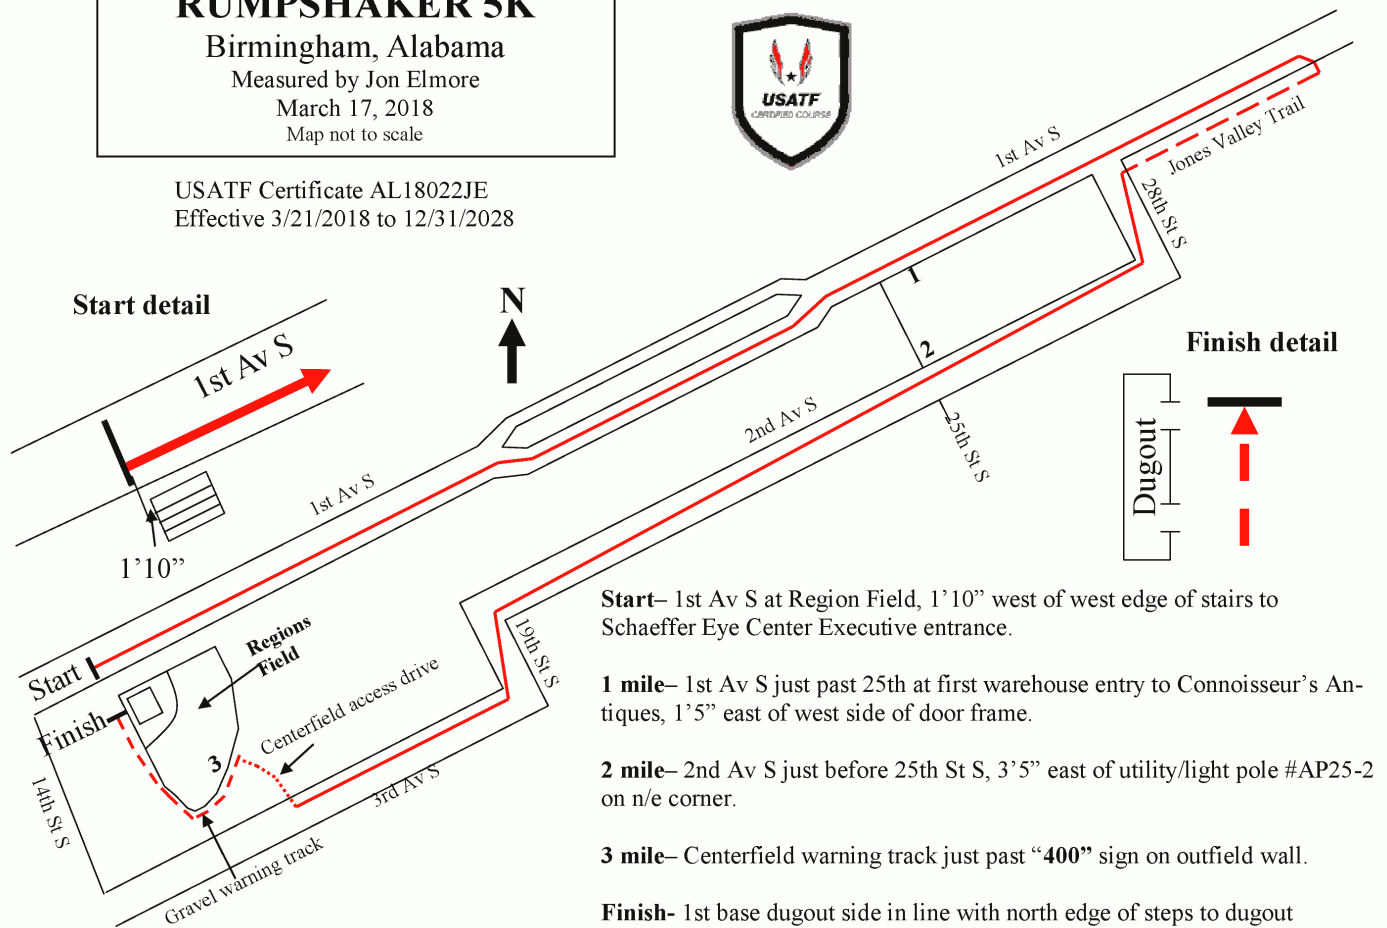 RUMPSHAKER 5K
Birmingham, Alabama
Measured by Jon Elmore
March 17, 2018
Map not to scale
USATF
CERTIFIED COURSE
USATF Certificate AL18022JE
Effective 3/21/2018 to 12/31/2028
1st Av S
Jones Valley Trail
28th St S
Start detail
1st Av S
1’10”
N
1
2
2nd Av S
25th St S
1st Av S
Finish detail
Dugout
Start
Finish
Regions
Field
Centerfield access drive
19th St S
3
3rd Av S
14th St S
Gravel warning track
Start– 1st Av S at Region Field, 1’10” west of west edge of stairs to
Schaeffer Eye Center Executive entrance.
1 mile– 1st Av S just past 25th at first warehouse entry to Connoisseur’s An-
tiques, 1’5” east of west side of door frame.
2 mile– 2nd Av S just before 25th St S, 3’5” east of utility/light pole #AP25-2
on n/e corner.
3 mile– Centerfield warning track just past “400” sign on outfield wall.
Finish- 1st base dugout side in line with north edge of steps to dugout